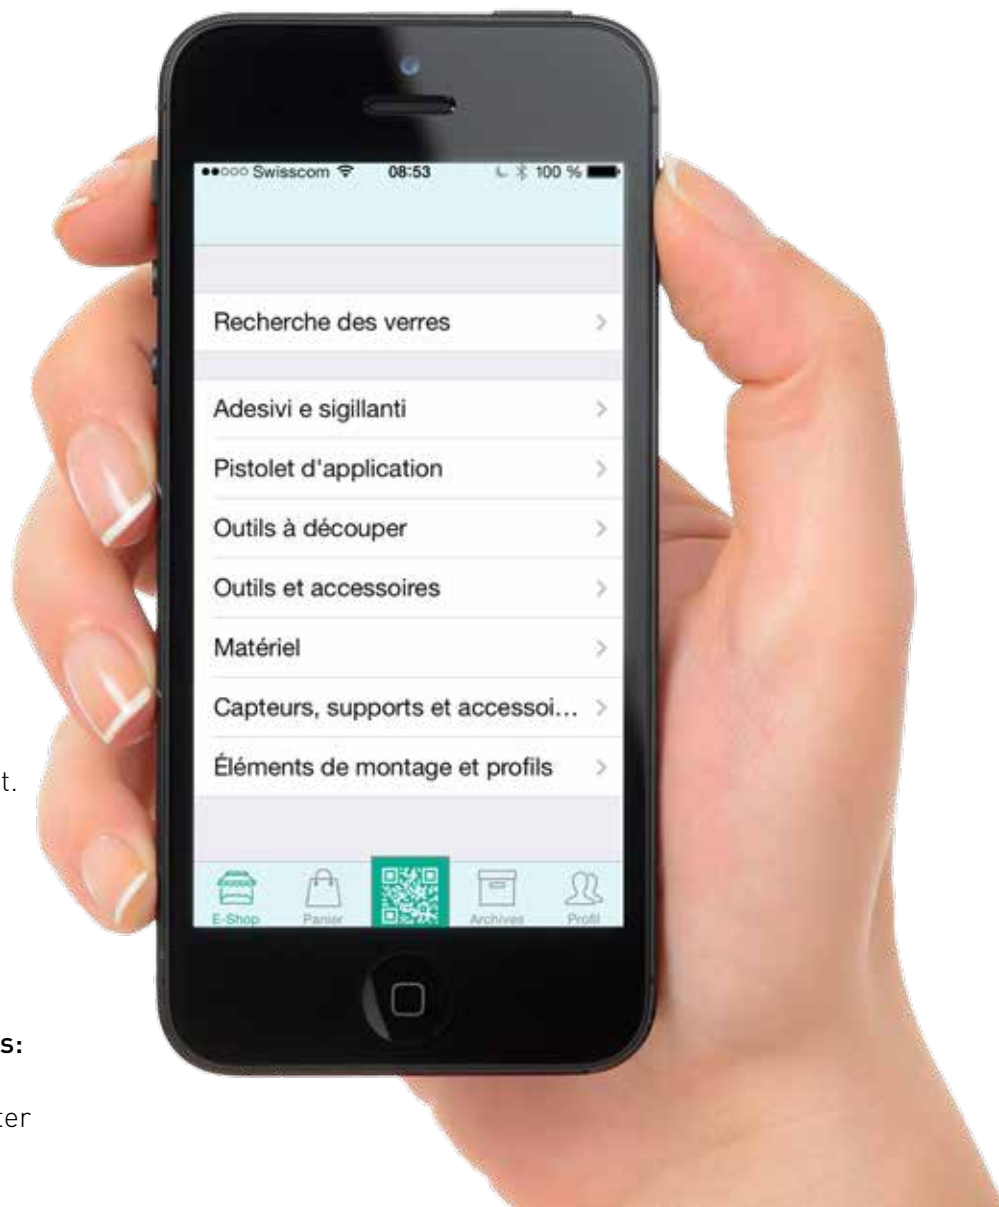 Swisscom 08:53 100 %
Recherche des verres
Adesivi e sigillanti
Pistolet d'application
Outils à découper
Outils et accessoires
Matériel
Capteurs, supports et accessoi...
Éléments de montage et profils
t.
E-Shop Panier Archives Profil
s:
ter